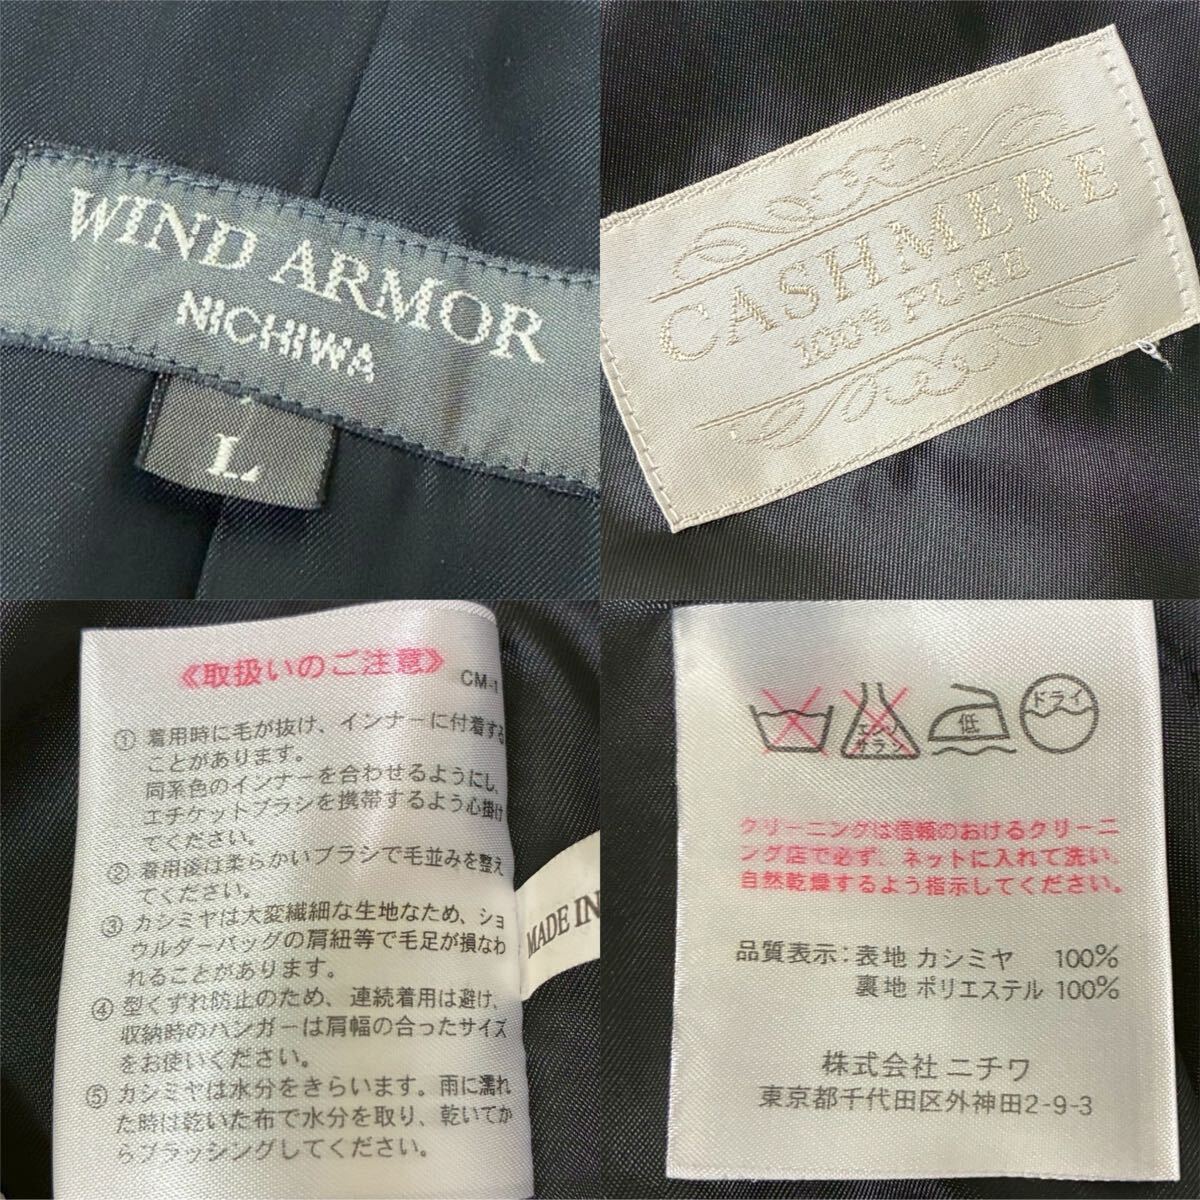 WIND ARMOR
NICHIWA
L
CASHMERE
100% PURE
《取扱いのご注意》
CM-1
① 着用時に毛が抜け、インナーに付着する
ことがあります。
同系色のインナーを合わせるようにし、
エチケットブラシを携帯するよう心掛け
てください。
② 着用後は柔らかいブラシで毛並みを整え
てください。
③ カシミヤは大変繊細な生地なため、ショ
ウルダーバッグの肩紐等で毛足が損なわ
れることがあります。
④ 型くずれ防止のため、連続着用は避け、
収納時のハンガーは肩幅の合ったサイズ
をお使いください。
⑤ カシミヤは水分をきらいます。雨に濡れ
た時は乾いた布で水分を取り、乾いてか
らブラッシングしてください。
MADE IN
エンソ
サラシ
低
ドライ
クリーニングは信頼のおけるクリーニ
ング店で必ず、ネットに入れて洗い、
自然乾燥するよう指示してください。
品質表示：表地 カシミヤ 100%
裏地 ポリエステル 100%
株式会社 ニチワ
東京都千代田区外神田2-9-3